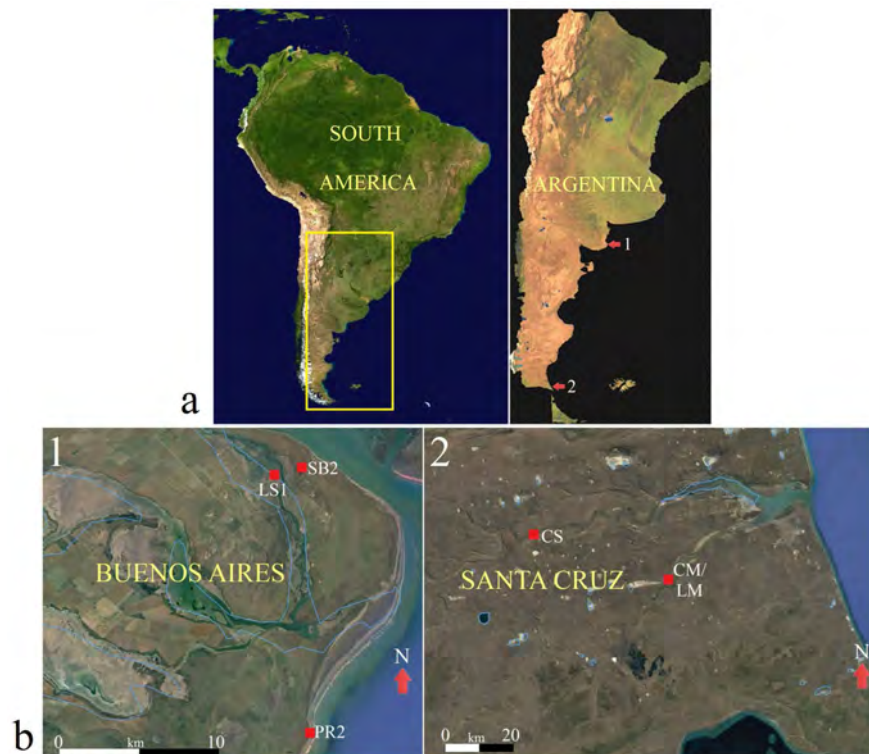 SOUTH
AMERICA
ARGENTINA
1
2
a
1
SB2
LS1
BUENOS AIRES
N
PR2
0 10
km
b
2
CS
CM/
LM
SANTA CRUZ
N
0 20
km